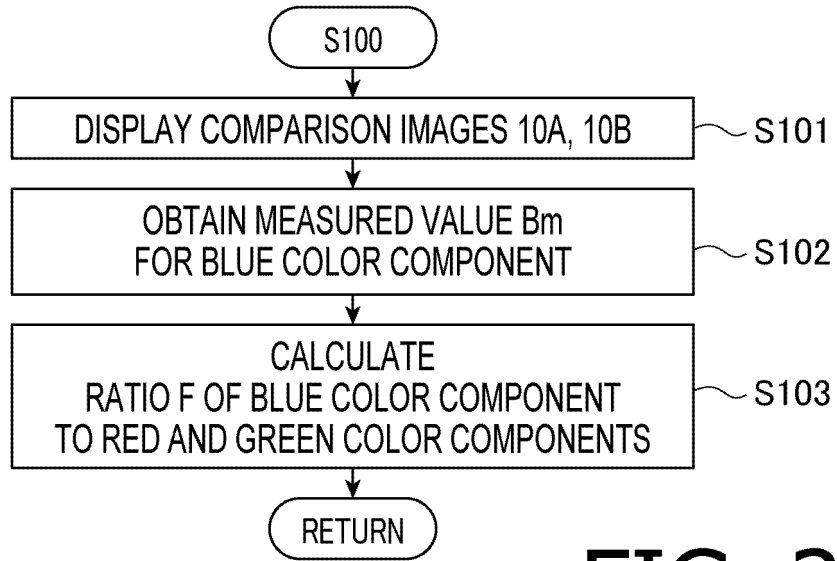 S100
DISPLAY COMPARISON IMAGES 10A, 10B
S101
OBTAIN MEASURED VALUE Bm
FOR BLUE COLOR COMPONENT
S102
CALCULATE
RATIO F OF BLUE COLOR COMPONENT
TO RED AND GREEN COLOR COMPONENTS
S103
RETURN